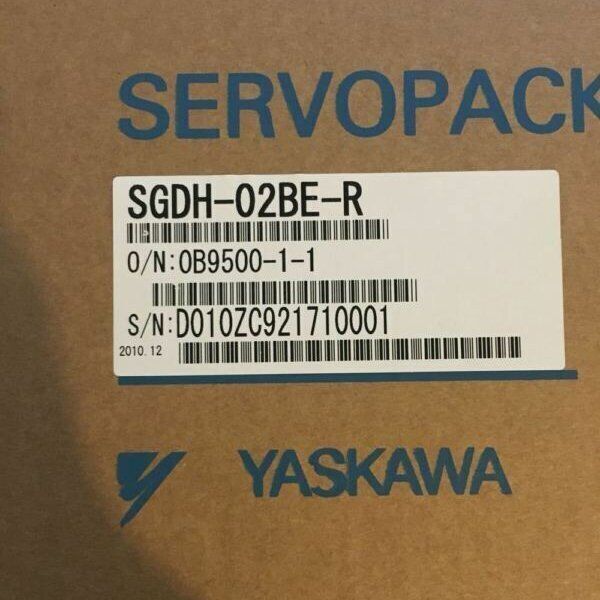 SERVOPACK
SGDH-02BE-R
O/N:0B9500-1-1
S/N:D010ZC921710001
2010.12
YASKAWA